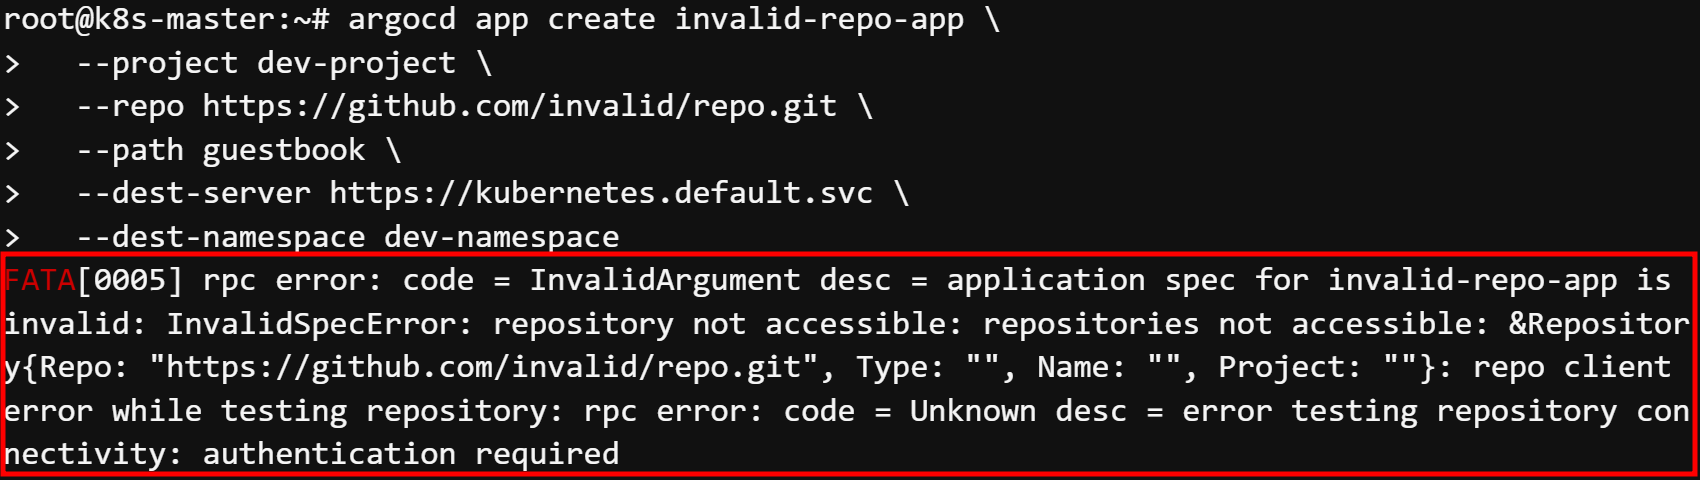 root@k8s-master:~# argocd app create invalid-repo-app \
>   --project dev-project \
>   --repo https://github.com/invalid/repo.git \
>   --path guestbook \
>   --dest-server https://kubernetes.default.svc \
>   --dest-namespace dev-namespace
FATA[0005] rpc error: code = InvalidArgument desc = application spec for invalid-repo-app is
invalid: InvalidSpecError: repository not accessible: repositories not accessible: &Repositor
y{Repo: "https://github.com/invalid/repo.git", Type: "", Name: "", Project: ""}: repo client
error while testing repository: rpc error: code = Unknown desc = error testing repository con
nectivity: authentication required